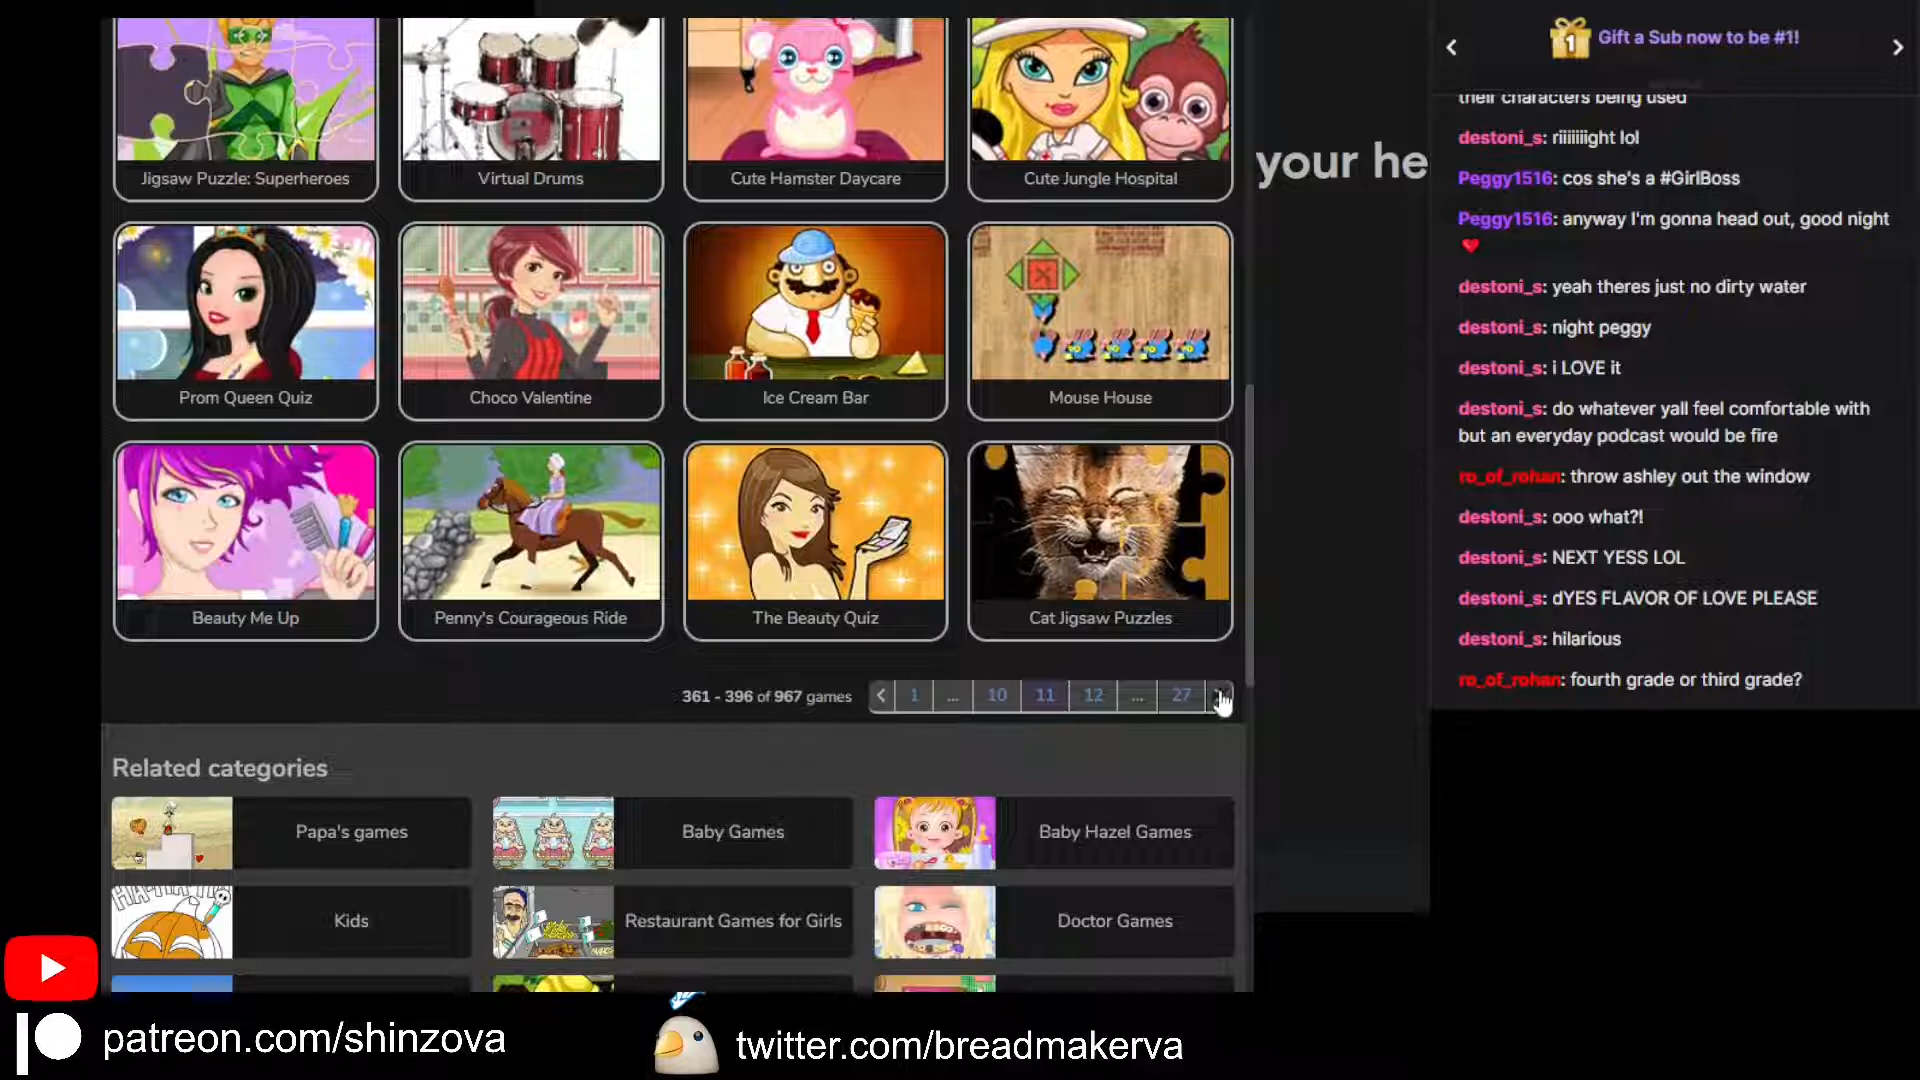 Jigsaw Puzzle: Superheroes
Virtual Drums
Cute Hamster Daycare
Cute Jungle Hospital
Prom Queen Quiz
Choco Valentine
Ice Cream Bar
Mouse House
Beauty Me Up
Penny's Courageous Ride
The Beauty Quiz
Cat Jigsaw Puzzles
361 - 396 of 967 games
1 ... 10 11 12 ... 27
Related categories
Papa's games
Baby Games
Baby Hazel Games
Kids
Restaurant Games for Girls
Doctor Games
your he
1
Gift a Sub now to be #1!
their characters being used
destoni_s: riiiiiiight lol
Peggy1516: cos she's a #GirlBoss
Peggy1516: anyway I'm gonna head out, good night
destoni_s: yeah theres just no dirty water
destoni_s: night peggy
destoni_s: i LOVE it
destoni_s: do whatever yall feel comfortable with
but an everyday podcast would be fire
ro_of_rohan: throw ashley out the window
destoni_s: ooo what?!
destoni_s: NEXT YESS LOL
destoni_s: dYES FLAVOR OF LOVE PLEASE
destoni_s: hilarious
ro_of_rohan: fourth grade or third grade?
patreon.com/shinzova
twitter.com/breadmakerva